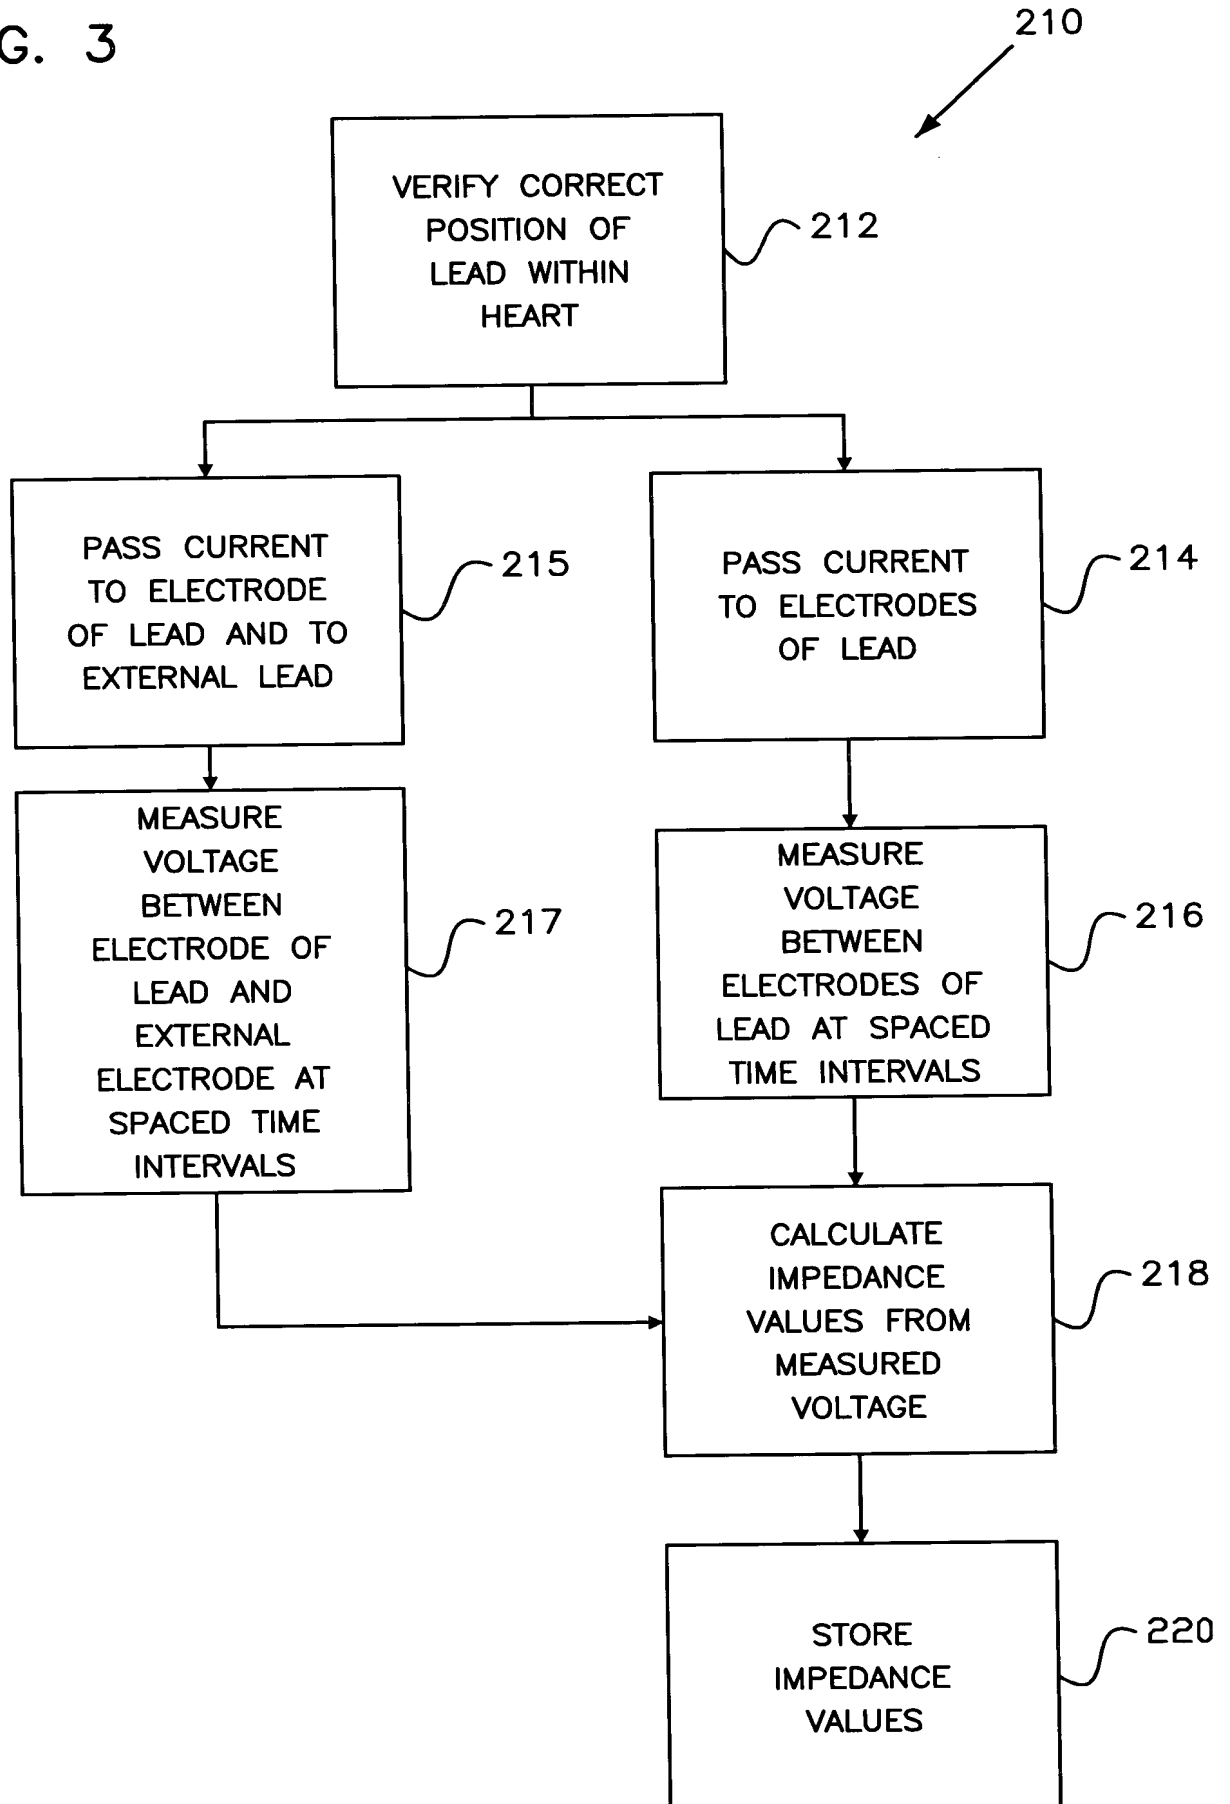 G. 3
210
VERIFY CORRECT
POSITION OF
LEAD WITHIN
HEART
212
PASS CURRENT
TO ELECTRODE
OF LEAD AND TO
EXTERNAL LEAD
215
PASS CURRENT
TO ELECTRODES
OF LEAD
214
MEASURE
VOLTAGE
BETWEEN
ELECTRODE OF
LEAD AND
EXTERNAL
ELECTRODE AT
SPACED TIME
INTERVALS
217
MEASURE
VOLTAGE
BETWEEN
ELECTRODES OF
LEAD AT SPACED
TIME INTERVALS
216
CALCULATE
IMPEDANCE
VALUES FROM
MEASURED
VOLTAGE
218
STORE
IMPEDANCE
VALUES
220